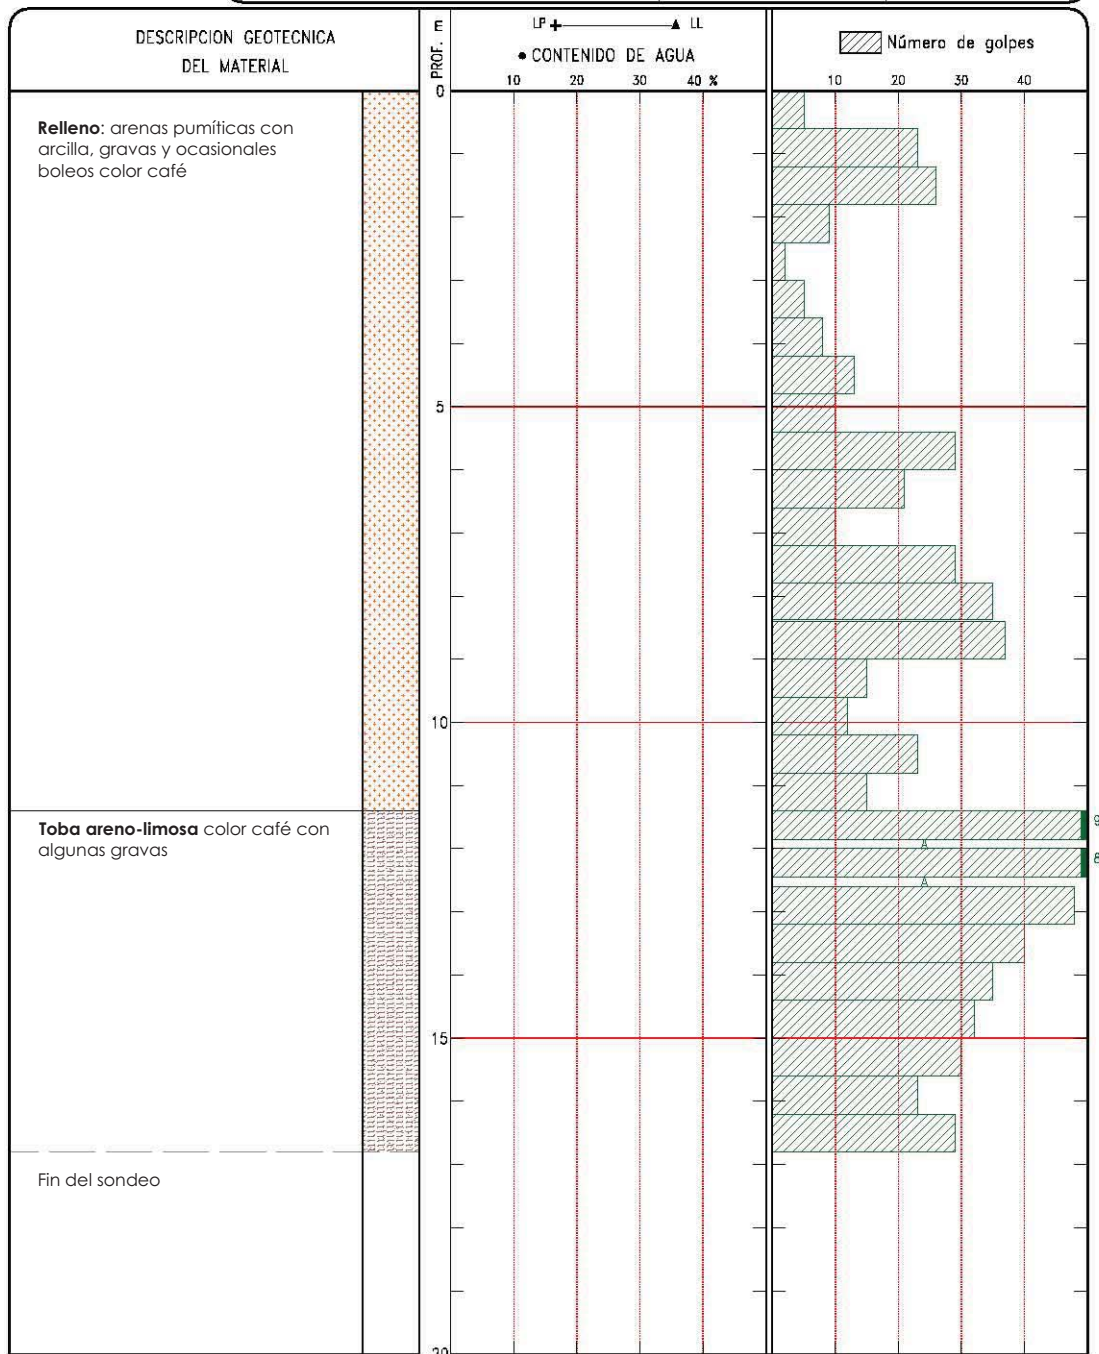 DESCRIPCION GEOTECNICA
DEL MATERIAL
PROF. E
LP LL
CONTENIDO DE AGUA
10 20 30 40 %
Número de golpes
10 20 30 40
0
Relleno: arenas pumíticas con
arcilla, gravas y ocasionales
boleos color café
5
10
Toba areno-limosa color café con
algunas gravas
A
A
15
Fin del sondeo
20